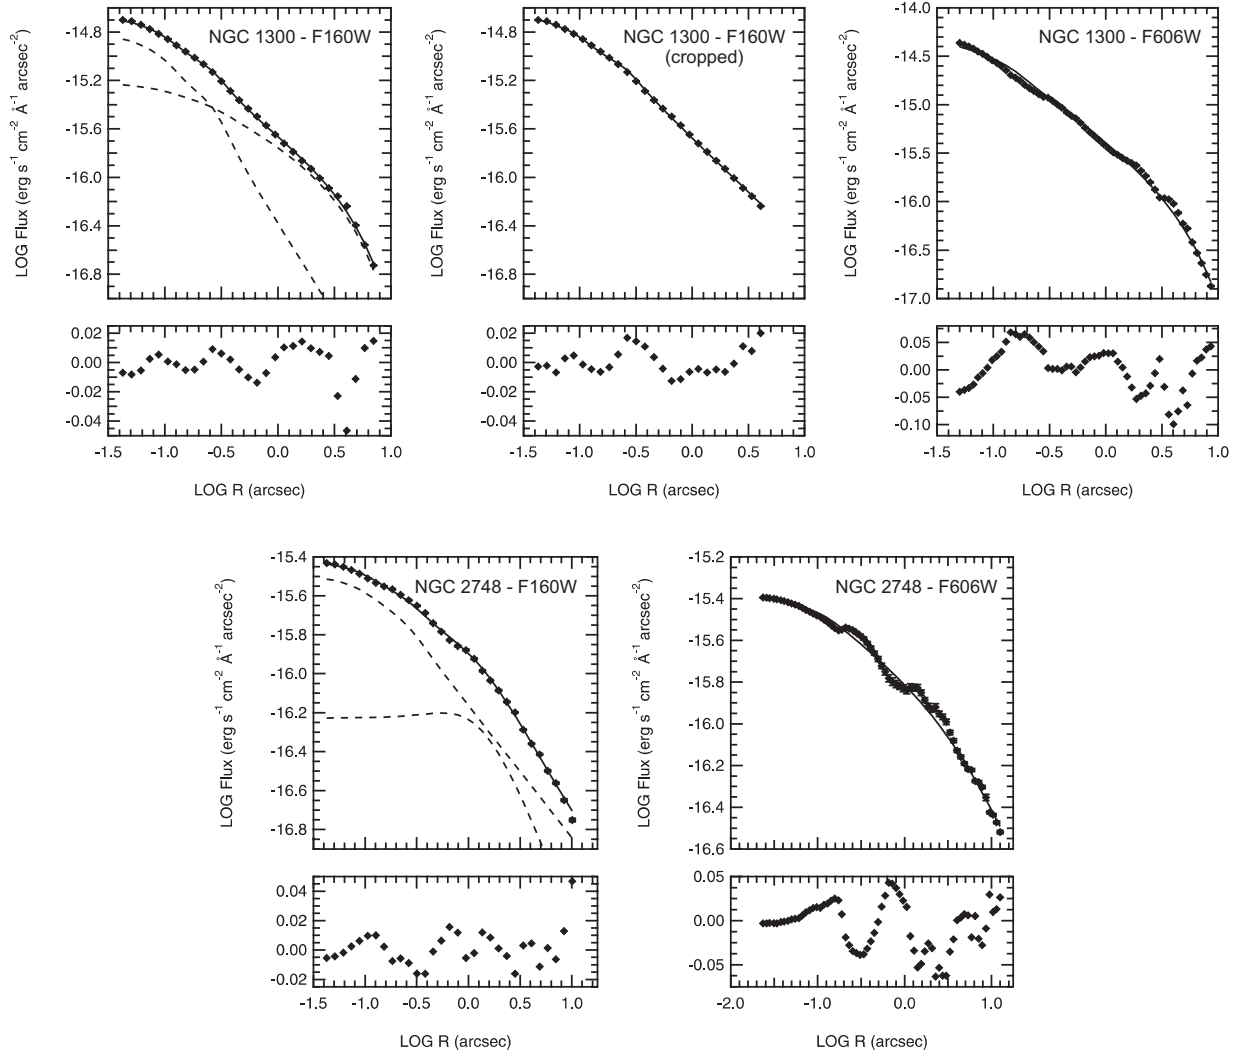 NGC 1300 - F160W
LOG Flux (erg s⁻¹ cm⁻² Å⁻¹ arcsec⁻²)
-14.8
-15.2
-15.6
-16.0
-16.4
-16.8
0.02
0.00
-0.02
-0.04
-1.5 -1.0 -0.5 0.0 0.5 1.0
LOG R (arcsec)
NGC 1300 - F160W
(cropped)
LOG Flux (erg s⁻¹ cm⁻² Å⁻¹ arcsec⁻²)
-14.8
-15.2
-15.6
-16.0
-16.4
-16.8
0.02
0.00
-0.02
-0.04
-1.5 -1.0 -0.5 0.0 0.5 1.0
LOG R (arcsec)
NGC 1300 - F606W
LOG Flux (erg s⁻¹ cm⁻² Å⁻¹ arcsec⁻²)
-14.0
-14.5
-15.0
-15.5
-16.0
-16.5
-17.0
0.05
0.00
-0.05
-0.10
-1.5 -1.0 -0.5 0.0 0.5 1.0
LOG R (arcsec)
NGC 2748 - F160W
LOG Flux (erg s⁻¹ cm⁻² Å⁻¹ arcsec⁻²)
-15.4
-15.6
-15.8
-16.0
-16.2
-16.4
-16.6
-16.8
0.04
0.02
0.00
-0.02
-1.5 -1.0 -0.5 0.0 0.5 1.0
LOG R (arcsec)
NGC 2748 - F606W
LOG Flux (erg s⁻¹ cm⁻² Å⁻¹ arcsec⁻²)
-15.2
-15.4
-15.6
-15.8
-16.0
-16.2
-16.4
-16.6
0.05
0.00
-0.05
-2.0 -1.0 0.0 1.0
LOG R (arcsec)